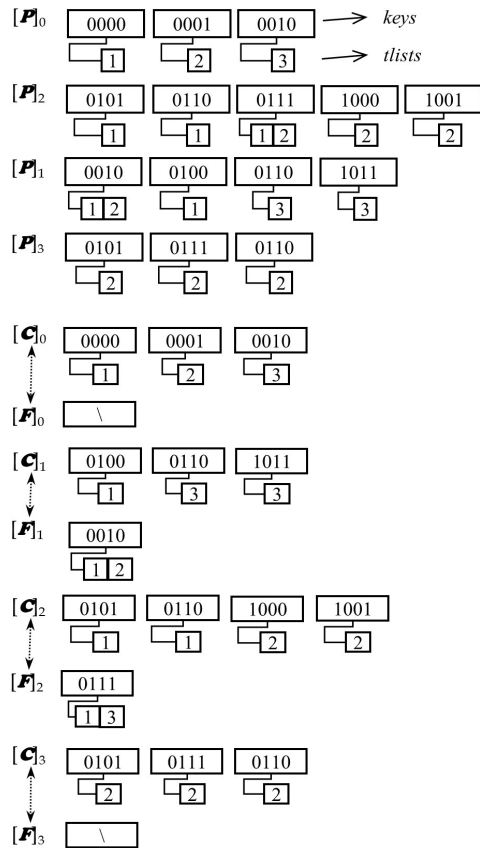 [P]0 0000 0001 0010 keys
1 2 3 tlists
[P]2 0101 0110 0111 1000 1001
1 1 1 2 2 2
[P]1 0010 0100 0110 1011
1 2 1 3 3
[P]3 0101 0111 0110
2 2 2
[C]0 0000 0001 0010
1 2 3
[F]0 \
[C]1 0100 0110 1011
1 3 3
[F]1 0010
1 2
[C]2 0101 0110 1000 1001
1 1 2 2
[F]2 0111
1 3
[C]3 0101 0111 0110
2 2 2
[F]3 \